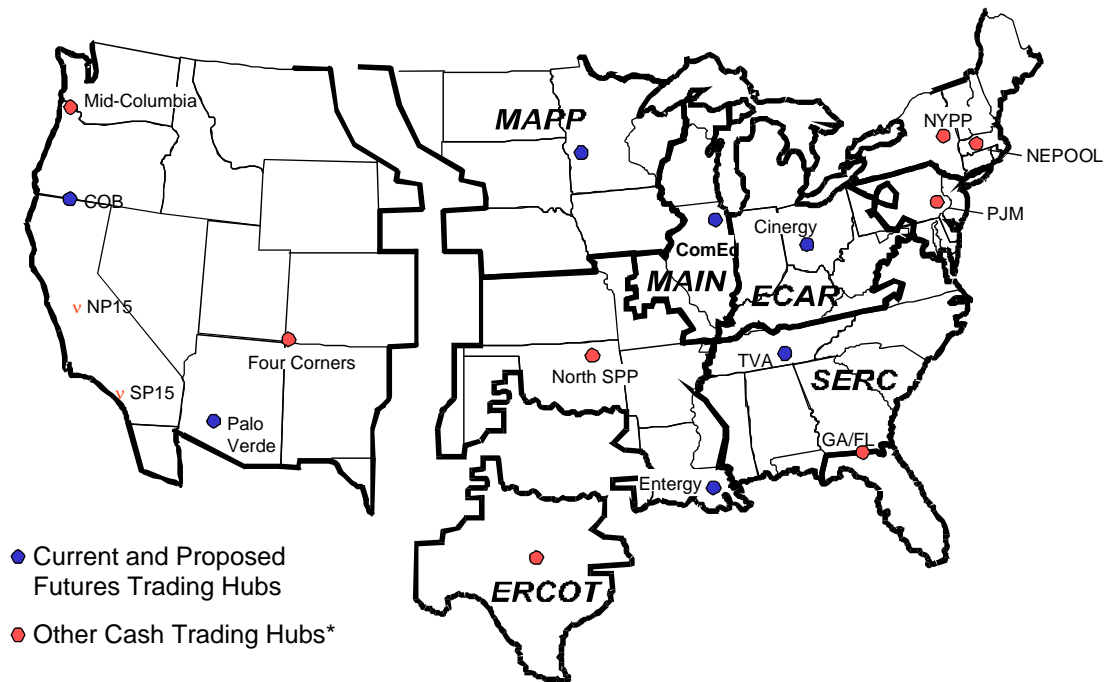 Mid-Columbia
MAPP
NYPP
NEPOOL
COB
PJM
Cinergy
ComEd
MAIN
ECAR
ν NP15
Four Corners
North SPP
TVA
SERC
ν SP15
Palo
Verde
GA/FL
Entergy
Current and Proposed
Futures Trading Hubs
ERCOT
Other Cash Trading Hubs*